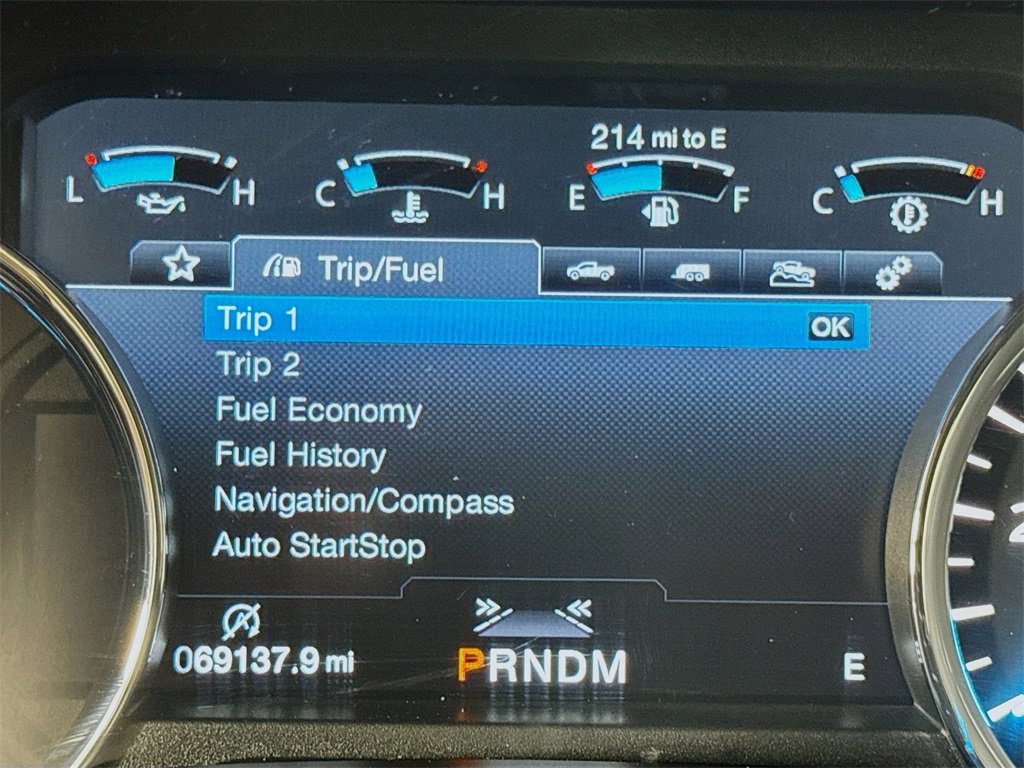 214 mi to E
L H C H E F C H
Trip/Fuel
Trip 1 OK
Trip 2
Fuel Economy
Fuel History
Navigation/Compass
Auto StartStop
069137.9 mi PRNDM E